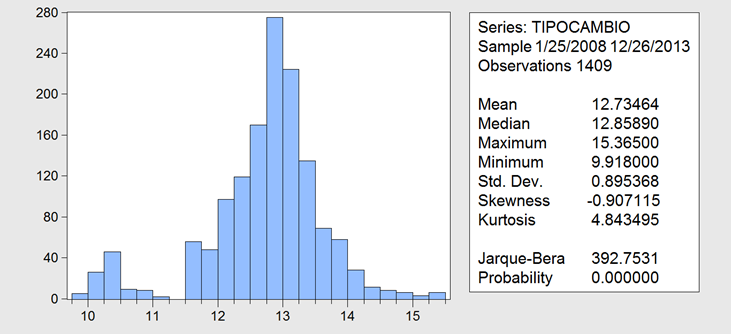 280
240
200
160
120
80
40
0
10 11 12 13 14 15
Series: TIPOCAMBIO
Sample 1/25/2008 12/26/2013
Observations 1409
Mean 12.73464
Median 12.85890
Maximum 15.36500
Minimum 9.918000
Std. Dev. 0.895368
Skewness -0.907115
Kurtosis 4.843495
Jarque-Bera 392.7531
Probability 0.000000